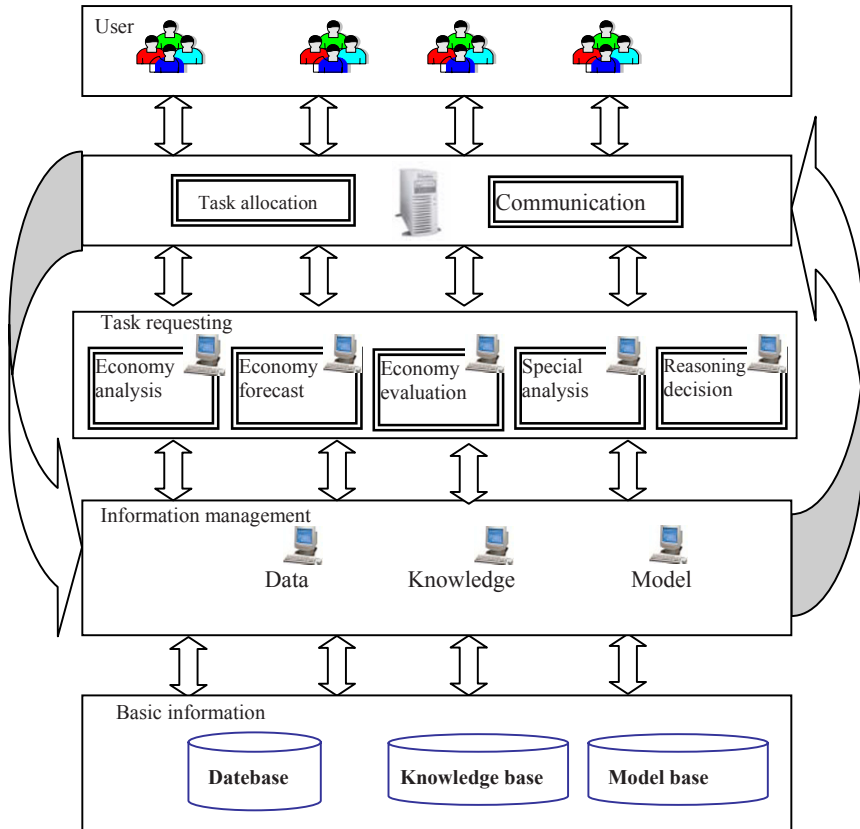 User
Task allocation
Communication
Task requesting
Economy
analysis
Economy
forecast
Economy
evaluation
Special
analysis
Reasoning
decision
Information management
Data
Knowledge
Model
Basic information
Datebase
Knowledge base
Model base